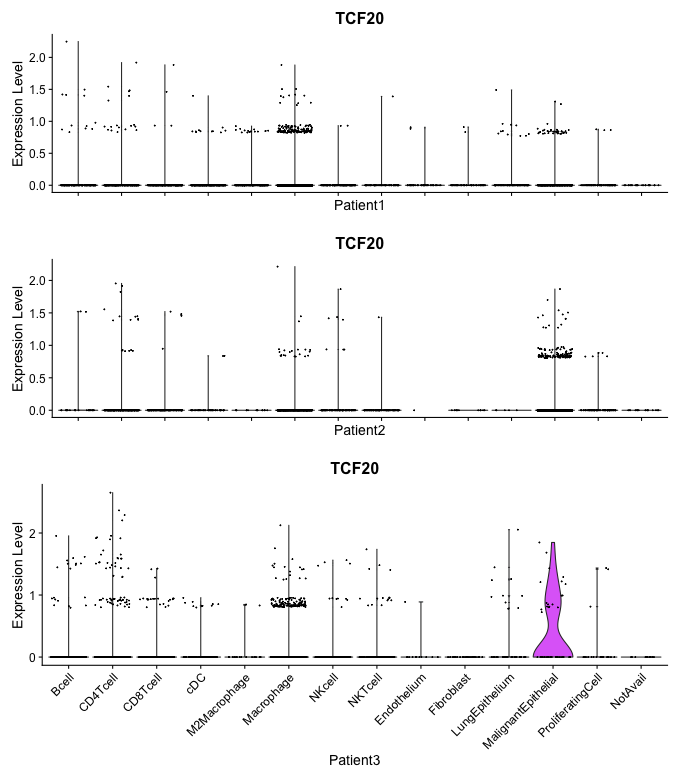 TCF20
Expression Level
2.0
1.5
1.0
0.5
0.0
Patient1
TCF20
Expression Level
2.0
1.5
1.0
0.5
0.0
Patient2
TCF20
Expression Level
2
1
0
Bcell
CD4Tcell
CD8Tcell
cDC
M2Macrophage
Macrophage
NKcell
NKTcell
Endothelium
Fibroblast
LungEpithelium
MalignantEpithelial
ProliferatingCell
NotAvail
Patient3